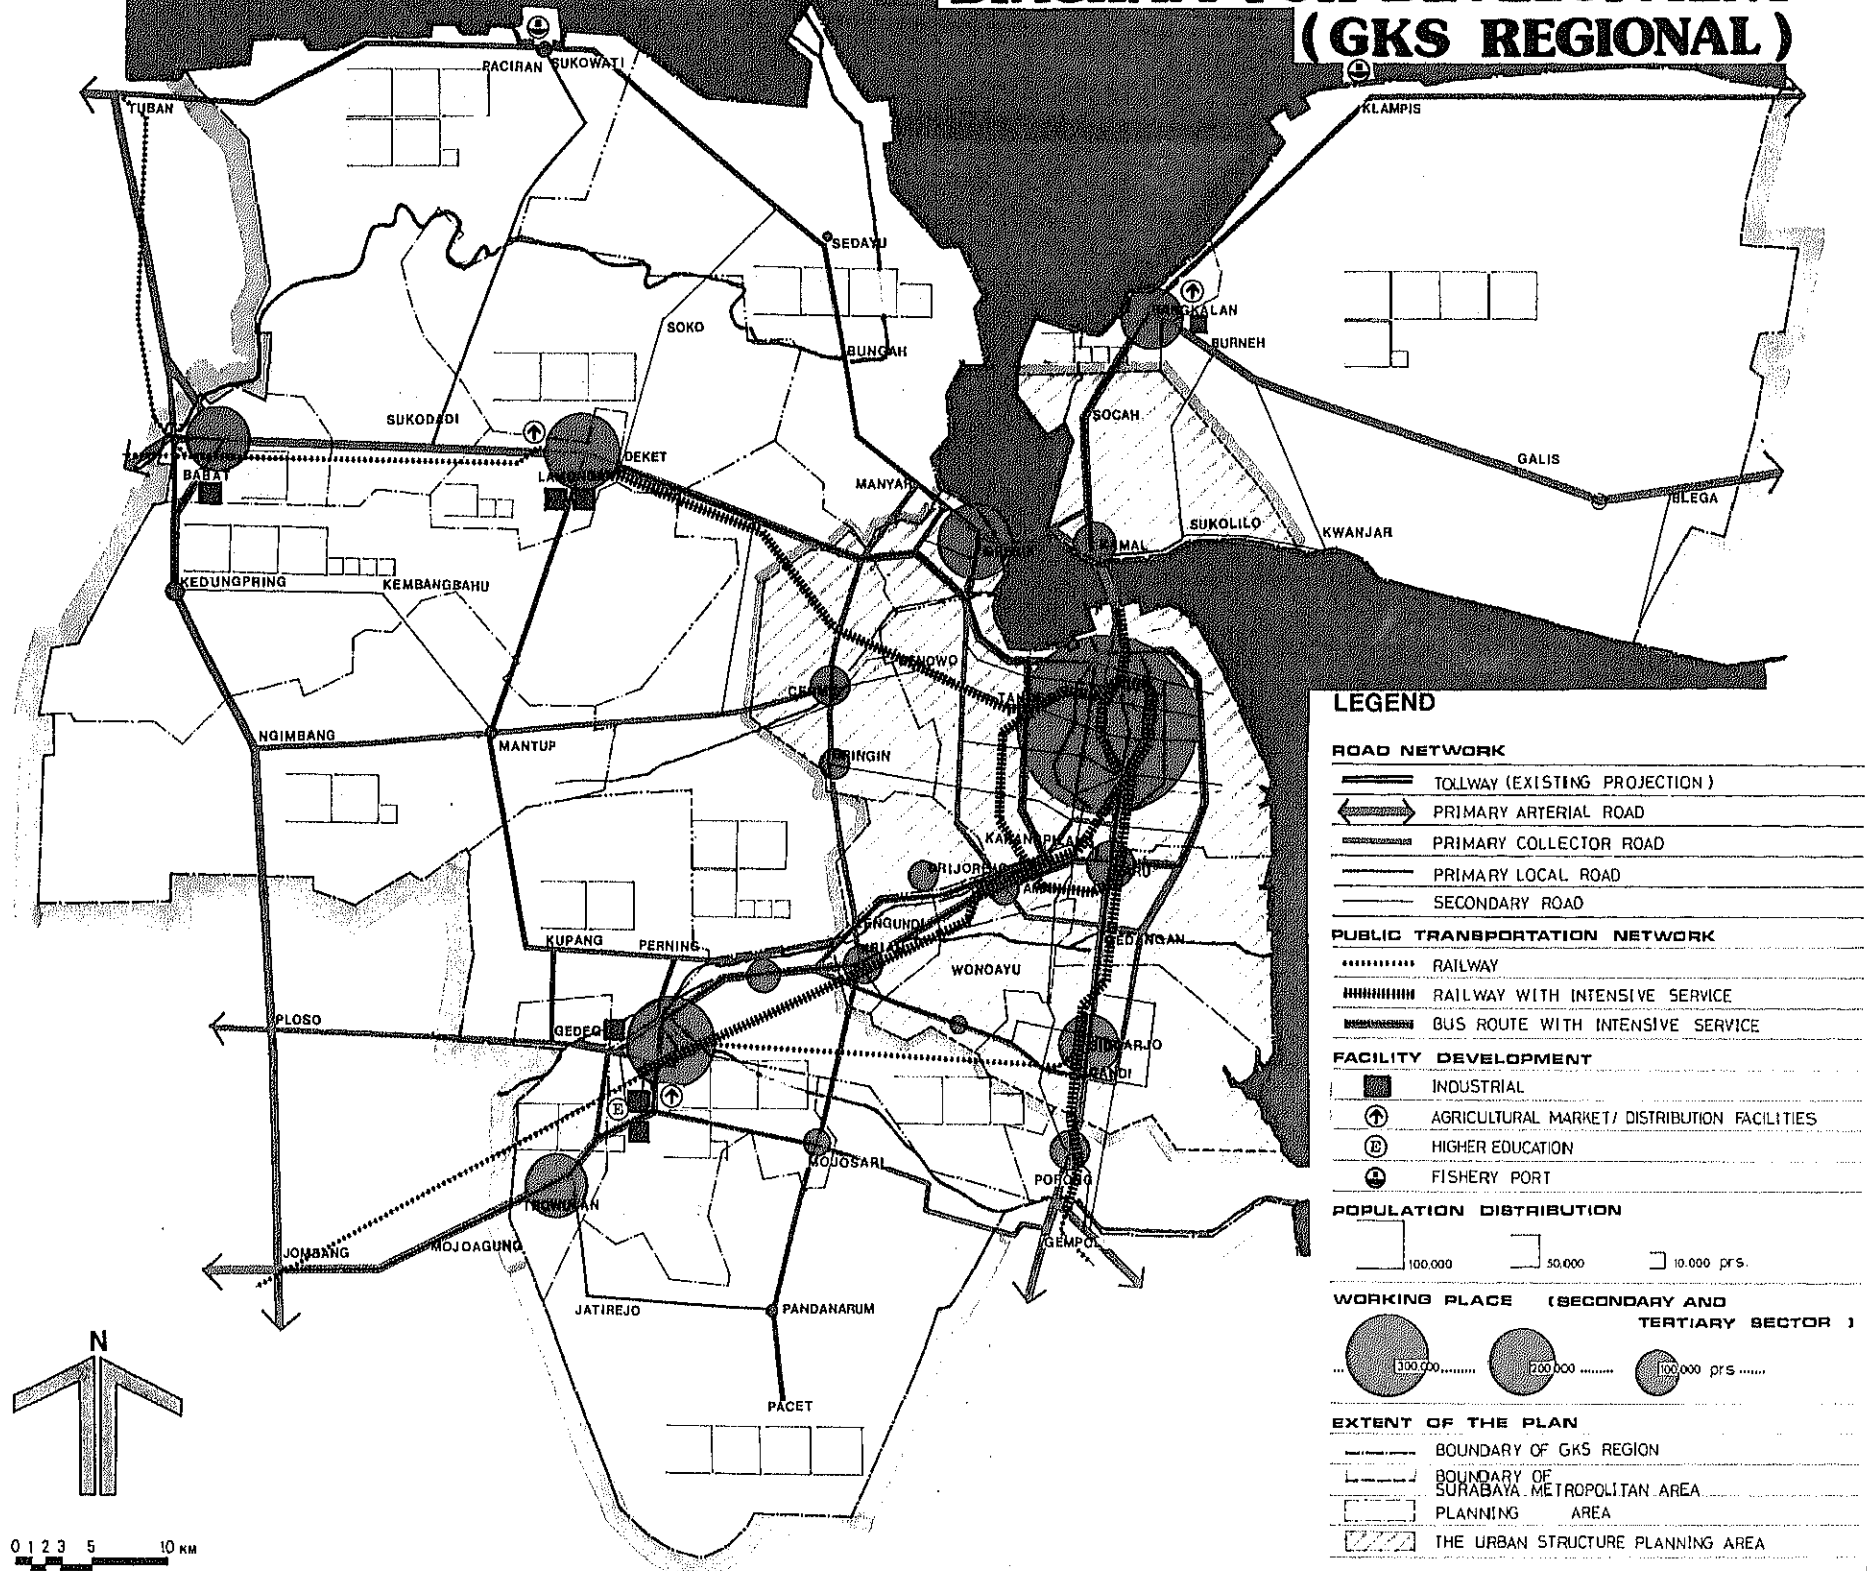 (GKS REGIONAL)
PACIRAN
SUKOWATI
TUBAN
KLAMPIS
SEDAYU
SOKO
BUNGAH
BURNEH
SUKODADI
SOCAH
DEKET
GALIS
BABAT
MANYAR
BLEGA
SUKOLILO
KWANJAR
KEDUNGPRING
KEMBANGBAHU
NGIMBANG
MANTUP
KUPANG
PERNING
WONOAYU
PLOSO
GEDEG
MOJOSARI
PORONG
GEMPOL
JOMBANG
MOJOAGUNG
JATIREJO
PANDANARUM
PACET
N
0 1 2 3 5 10 KM
LEGEND
ROAD NETWORK
TOLLWAY (EXISTING PROJECTION)
PRIMARY ARTERIAL ROAD
PRIMARY COLLECTOR ROAD
PRIMARY LOCAL ROAD
SECONDARY ROAD
PUBLIC TRANSPORTATION NETWORK
RAILWAY
RAILWAY WITH INTENSIVE SERVICE
BUS ROUTE WITH INTENSIVE SERVICE
FACILITY DEVELOPMENT
INDUSTRIAL
AGRICULTURAL MARKET/ DISTRIBUTION FACILITIES
E HIGHER EDUCATION
FISHERY PORT
POPULATION DISTRIBUTION
100,000 50,000 10.000 prs.
WORKING PLACE (SECONDARY AND
TERTIARY SECTOR )
300,000 200,000 100,000 prs
EXTENT OF THE PLAN
BOUNDARY OF GKS REGION
BOUNDARY OF
SURABAYA METROPOLITAN AREA
PLANNING AREA
THE URBAN STRUCTURE PLANNING AREA